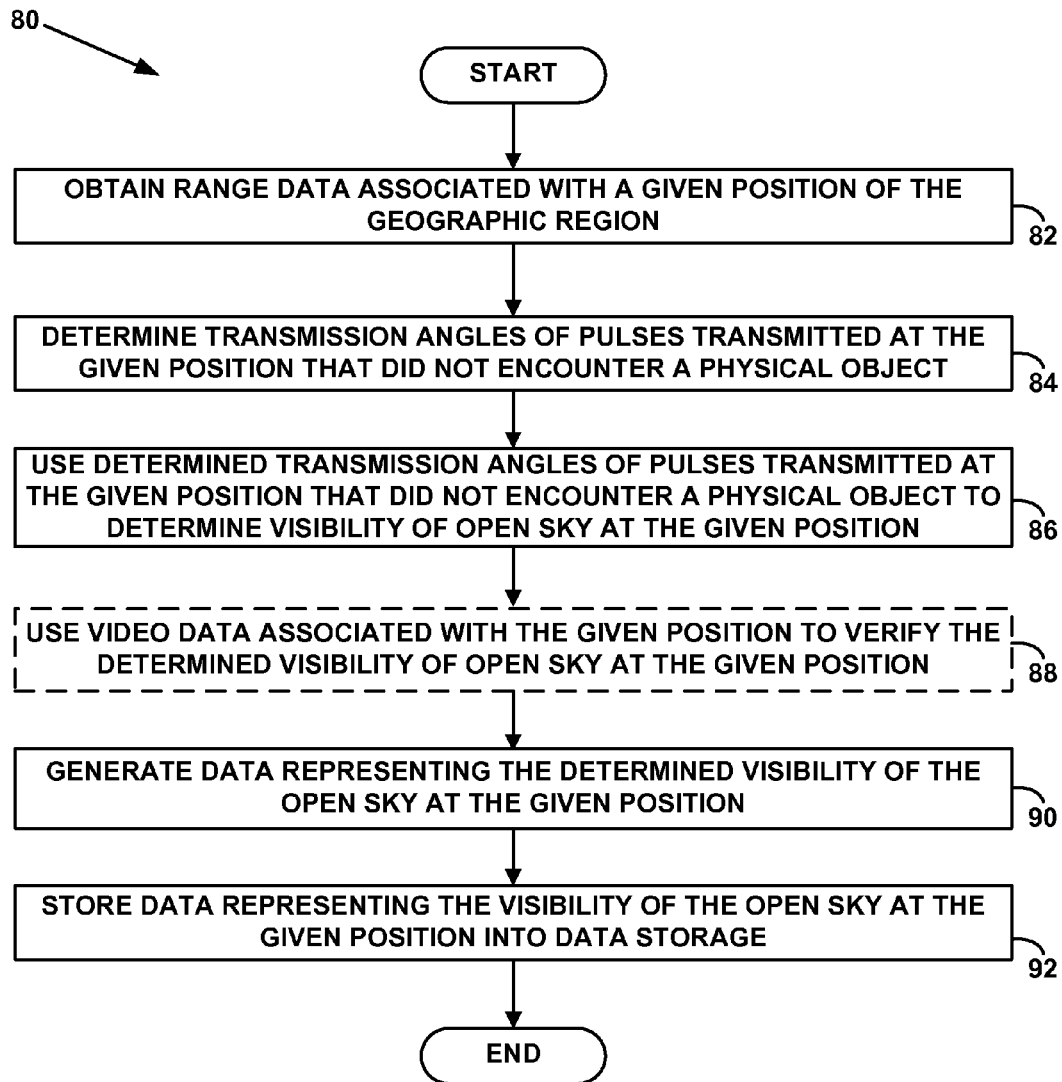 80
START
OBTAIN RANGE DATA ASSOCIATED WITH A GIVEN POSITION OF THE
GEOGRAPHIC REGION
82
DETERMINE TRANSMISSION ANGLES OF PULSES TRANSMITTED AT THE
GIVEN POSITION THAT DID NOT ENCOUNTER A PHYSICAL OBJECT
84
USE DETERMINED TRANSMISSION ANGLES OF PULSES TRANSMITTED AT
THE GIVEN POSITION THAT DID NOT ENCOUNTER A PHYSICAL OBJECT TO
DETERMINE VISIBILITY OF OPEN SKY AT THE GIVEN POSITION
86
USE VIDEO DATA ASSOCIATED WITH THE GIVEN POSITION TO VERIFY THE
DETERMINED VISIBILITY OF OPEN SKY AT THE GIVEN POSITION
88
GENERATE DATA REPRESENTING THE DETERMINED VISIBILITY OF THE
OPEN SKY AT THE GIVEN POSITION
90
STORE DATA REPRESENTING THE VISIBILITY OF THE OPEN SKY AT THE
GIVEN POSITION INTO DATA STORAGE
92
END